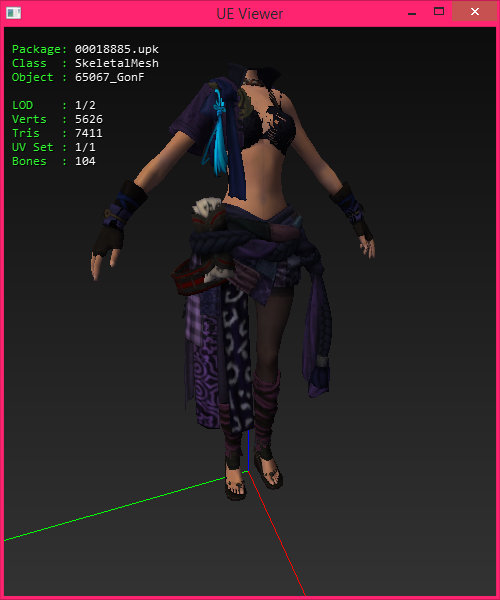 UE Viewer
Package: 00018885.upk
Class : SkeletalMesh
Object : 65067_GonF
LOD : 1/2
Verts : 5626
Tris : 7411
UV Set : 1/1
Bones : 104